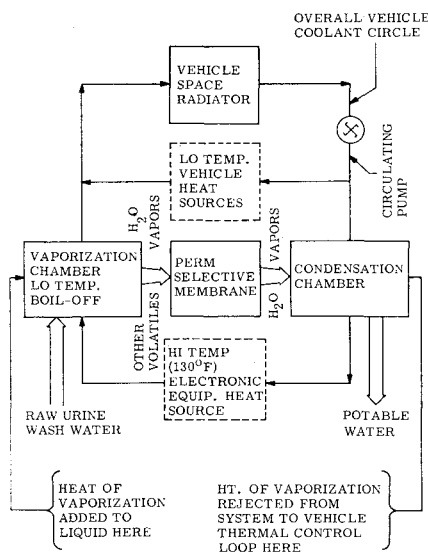 OVERALL VEHICLE
COOLANT CIRCLE
VEHICLE
SPACE
RADIATOR
CIRCULATING
PUMP
LO TEMP.
VEHICLE
HEAT
SOURCES
H2O
VAPORS
VAPORS
H2O
VAPORIZATION
CHAMBER
LO TEMP.
BOIL-OFF
PERM
SELECTIVE
MEMBRANE
CONDENSATION
CHAMBER
OTHER
VOLATILES
HI TEMP
(130°F)
ELECTRONIC
EQUIP. HEAT
SOURCE
RAW URINE
WASH WATER
POTABLE
WATER
HEAT OF
VAPORIZATION
ADDED TO
LIQUID HERE
HT. OF VAPORIZATION
REJECTED FROM
SYSTEM TO VEHICLE
THERMAL CONTROL
LOOP HERE